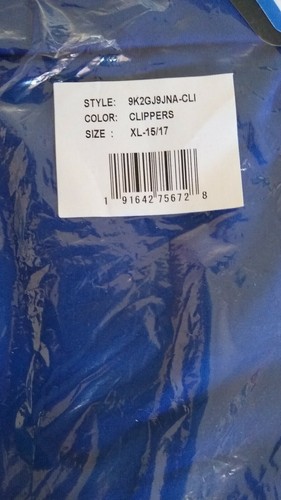 STYLE: 9K2GJ9JNA-CLI
COLOR: CLIPPERS
SIZE : XL-15/17
1 91642 75672 8